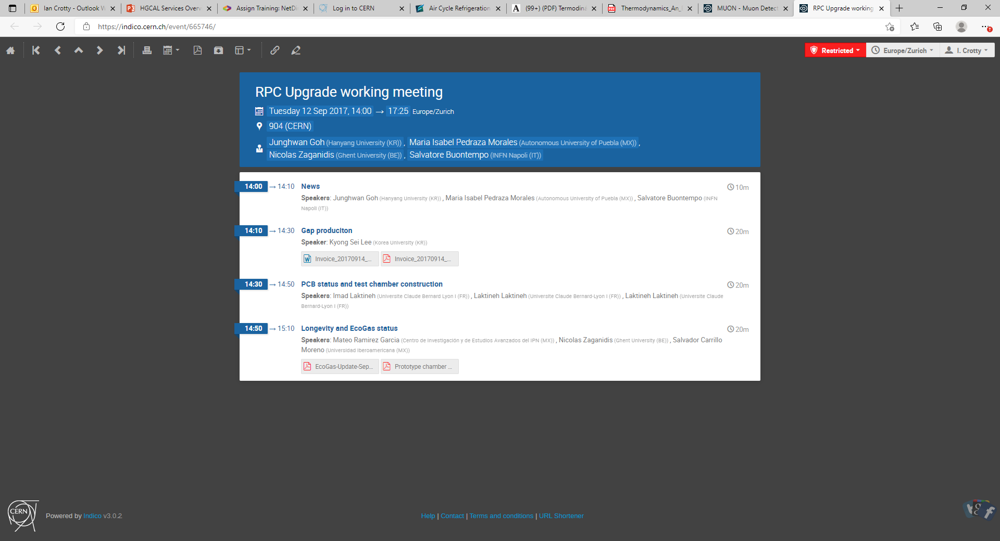 Ian Crotty - Outlook W
HGCAL Services Over
Assign Training: NetDi
Log in to CERN
Air Cycle Refrigeration
(99+) (PDF) Termodiná
Thermodynamics_An_
MUON - Muon Detect
RPC Upgrade working
https://indico.cern.ch/event/665746/
Restricted
Europe/Zurich
I. Crotty
RPC Upgrade working meeting
Tuesday 12 Sep 2017, 14:00 → 17:25 Europe/Zurich
904 (CERN)
Junghwan Goh (Hanyang University (KR)) , Maria Isabel Pedraza Morales (Autonomous University of Puebla (MX)) ,
Nicolas Zaganidis (Ghent University (BE)) , Salvatore Buontempo (INFN Napoli (IT))
14:00 → 14:10 News 10m
Speakers: Junghwan Goh (Hanyang University (KR)) , Maria Isabel Pedraza Morales (Autonomous University of Puebla (MX)) , Salvatore Buontempo (INFN
Napoli (IT))
14:10 → 14:30 Gap produciton 20m
Speaker: Kyong Sei Lee (Korea University (KR))
Invoice_20170914_... Invoice_20170914_...
14:30 → 14:50 PCB status and test chamber construction 20m
Speakers: Imad Laktineh (Universite Claude Bernard Lyon I (FR)) , Laktineh Laktineh (Universite Claude Bernard-Lyon I (FR)) , Laktineh Laktineh (Universite Claude
Bernard-Lyon I (FR))
14:50 → 15:10 Longevity and EcoGas status 20m
Speakers: Mateo Ramirez Garcia (Centro de Investigación y de Estudios Avanzados del IPN (MX)) , Nicolas Zaganidis (Ghent University (BE)) , Salvador Carrillo
Moreno (Universidad Iberoamericana (MX))
EcoGas-Update-Sep... Prototype chamber ...
CERN
Powered by Indico v3.0.2
Help | Contact | Terms and conditions | URL Shortener